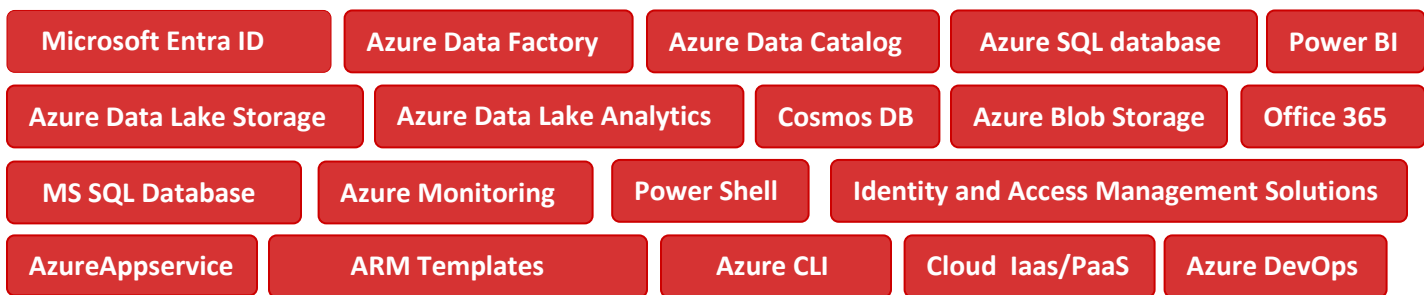 Microsoft Entra ID Azure Data Factory Azure Data Catalog Azure SQL database Power BI
Azure Data Lake Storage Azure Data Lake Analytics Cosmos DB Azure Blob Storage Office 365
MS SQL Database Azure Monitoring Power Shell Identity and Access Management Solutions
AzureAppservice ARM Templates Azure CLI Cloud Iaas/PaaS Azure DevOps